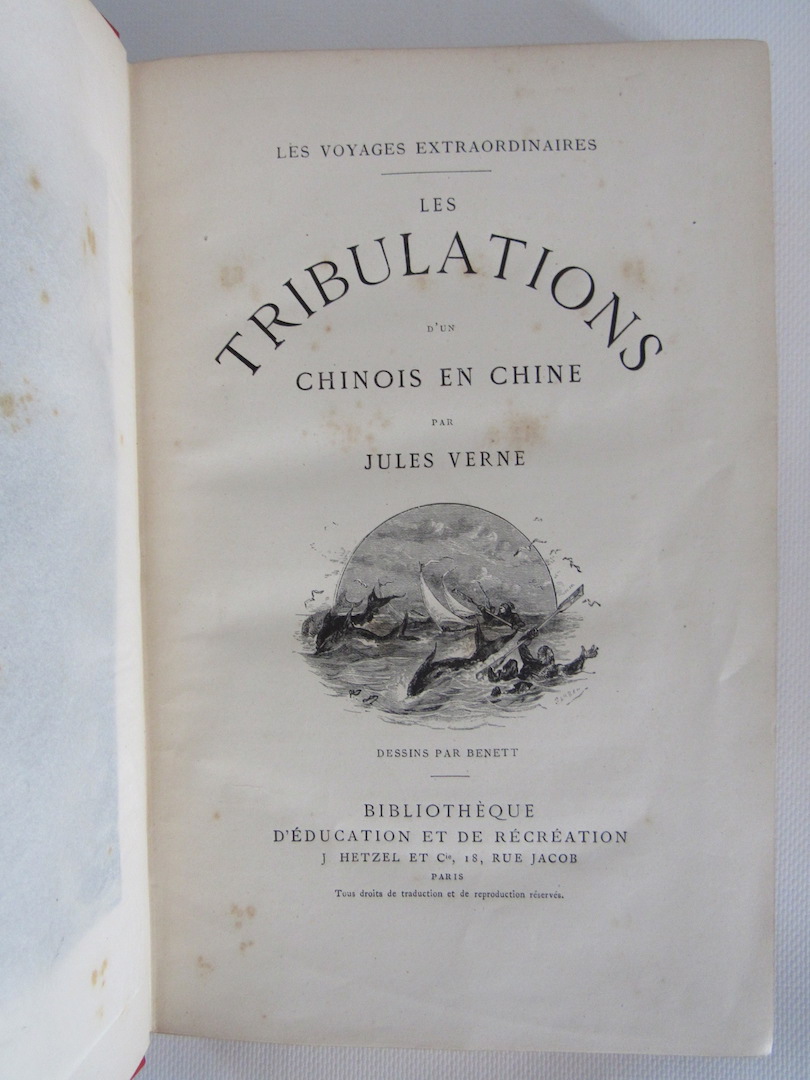 LES VOYAGES EXTRAORDINAIRES
LES
TRIBULATIONS
D'UN
CHINOIS EN CHINE
PAR
JULES VERNE
DESSINS PAR BENETT
BIBLIOTHÈQUE
D'ÉDUCATION ET DE RÉCRÉATION
J HETZEL ET Cie, 18, RUE JACOB
PARIS
Tous droits de traduction et de reproduction réservés.